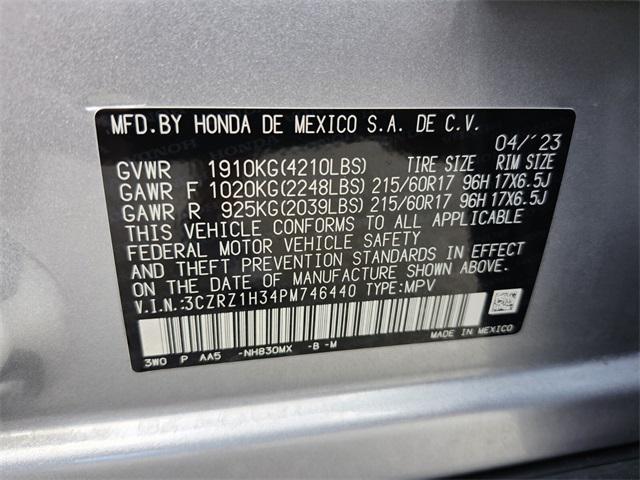 MFD.BY HONDA DE MEXICO S.A. DE C.V.
04/'23
GVWR 1910KG(4210LBS) TIRE SIZE RIM SIZE
GAWR F 1020KG(2248LBS) 215/60R17 96H 17X6.5J
GAWR R 925KG(2039LBS) 215/60R17 96H 17X6.5J
THIS VEHICLE CONFORMS TO ALL APPLICABLE
FEDERAL MOTOR VEHICLE SAFETY
AND THEFT PREVENTION STANDARDS IN EFFECT
ON THE DATE OF MANUFACTURE SHOWN ABOVE.
V.I.N.:3CZRZ1H34PM746440 TYPE:MPV
3W0 P AA5 -NH830MX -B -M
MADE IN MEXICO